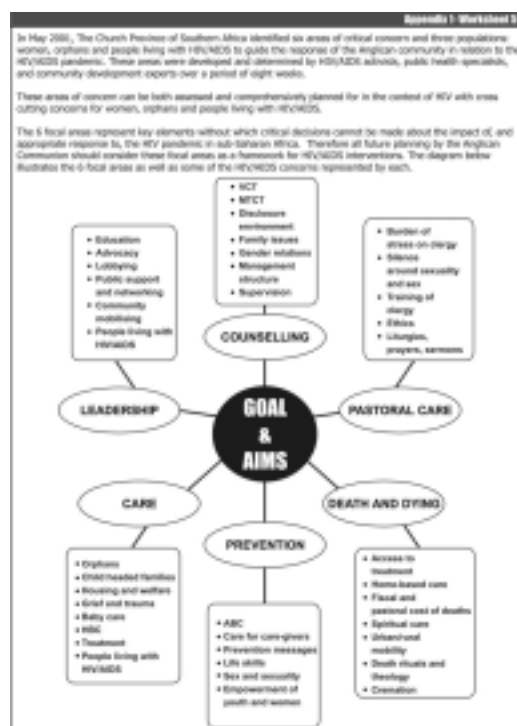 Appendix 1- Worksheet 5
In May 2001, The Church Province of Southern Africa identified six areas of critical concern and three populations:
women, orphans and people living with HIV/AIDS to guide the response of the Anglican community in relation to the
HIV/AIDS pandemic. These areas were developed and determined by HIV/AIDS activists, public health specialists,
and community development experts over a period of eight weeks.
These areas of concern can be both assessed and comprehensively planned for in the context of HIV with cross
cutting concerns for women, orphans and people living with HIV/AIDS.
The 6 focal areas represent key elements without which critical decisions cannot be made about the impact of, and
appropriate response to, the HIV pandemic in sub-Saharan Africa. Therefore all future planning by the Anglican
Communion should consider these focal areas as a framework for HIV/AIDS interventions. The diagram below
illustrates the 6 focal areas as well as some of the HIV/AIDS concerns represented by each.
• VCT
• MTCT
• Disclosure
environment
• Family issues
• Gender relations
• Management
structure
• Supervision
COUNSELLING
• Education
• Advocacy
• Lobbying
• Public support
and networking
• Community
mobilising
• People living with
HIV/AIDS
LEADERSHIP
• Burden of
stress on clergy
• Silence
around sexuality
and sex
• Training of
clergy
• Ethics
• Liturgies,
prayers, sermons
PASTORAL CARE
GOAL
&
AIMS
CARE
• Orphans
• Child headed families
• Housing and welfare
• Grief and trauma
• Baby care
• HBC
• Treatment
• People living with
HIV/AIDS
PREVENTION
• ABC
• Care for care-givers
• Prevention messages
• Life skills
• Sex and sexuality
• Empowerment of
youth and women
DEATH AND DYING
• Access to
treatment
• Home-based care
• Fiscal and
pastoral cost of deaths
• Spiritual care
• Urban/rural
mobility
• Death rituals and
theology
• Cremation